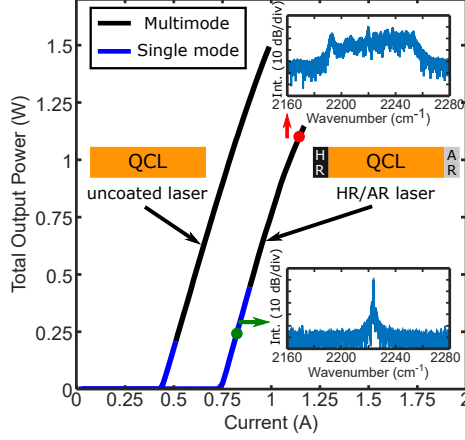 Multimode
Single mode
Int. (10 dB/div)
2160 2200 2240 2280
Wavenumber (cm⁻¹)
QCL
uncoated laser
HR
QCL
AR
HR/AR laser
Int. (10 dB/div)
2160 2200 2240 2280
Wavenumber (cm⁻¹)
Total Output Power (W)
1.5
1.25
1
0.75
0.5
0.25
0
0 0.25 0.5 0.75 1 1.25 1.5 1.75 2
Current (A)